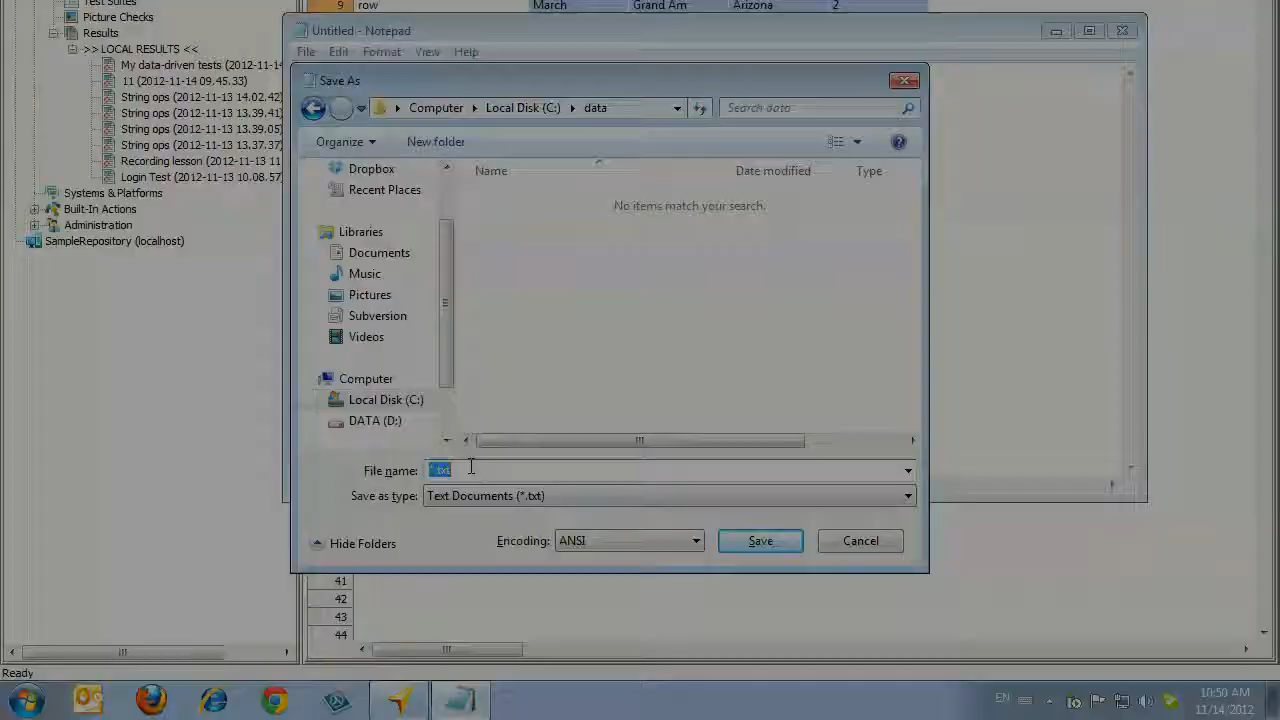 Test Suites
Picture Checks
Results
>> LOCAL RESULTS <<
My data-driven tests (2012-11-14
11 (2012-11-14 09.45.33)
String ops (2012-11-13 14.02.42)
String ops (2012-11-13 13.39.41)
String ops (2012-11-13 13.39.05)
String ops (2012-11-13 13.37.37)
Recording lesson (2012-11-13 11
Login Test (2012-11-13 10.08.57)
Systems & Platforms
Built-In Actions
Administration
SampleRepository (localhost)
9 row March Grand Am Arizona 2
Untitled - Notepad
File Edit Format View Help
Save As
Computer Local Disk (C:) data
Search data
Organize New folder
Name Date modified Type
No items match your search.
Dropbox
Recent Places
Libraries
Documents
Music
Pictures
Subversion
Videos
Computer
Local Disk (C:)
DATA (D:)
File name: *.txt
Save as type: Text Documents (*.txt)
Hide Folders
Encoding: ANSI
Save
Cancel
41
42
43
44
Ready
EN
10:50 AM
11/14/2012